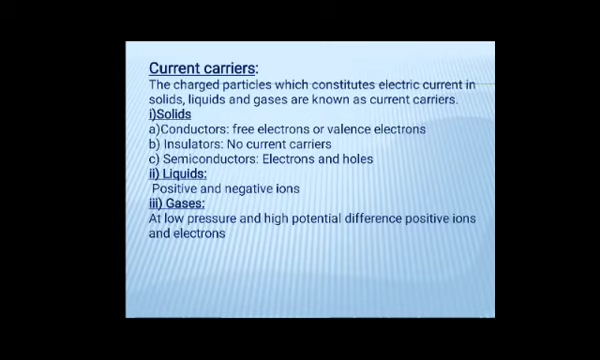 Current carriers:
The charged particles which constitutes electric current in
solids, liquids and gases are known as current carriers.
i)Solids
a)Conductors: free electrons or valence electrons
b) Insulators: No current carriers
c) Semiconductors: Electrons and holes
ii) Liquids:
Positive and negative ions
iii) Gases:
At low pressure and high potential difference positive ions
and electrons